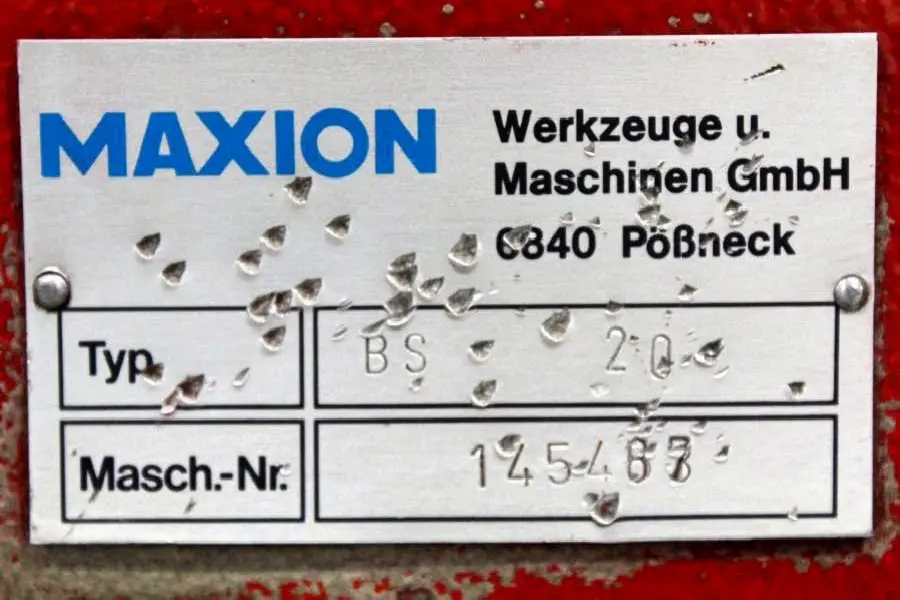 MAXION
Werkzeuge u.
Maschinen GmbH
6840 Pößneck
Typ.
BS 20
Masch.-Nr.